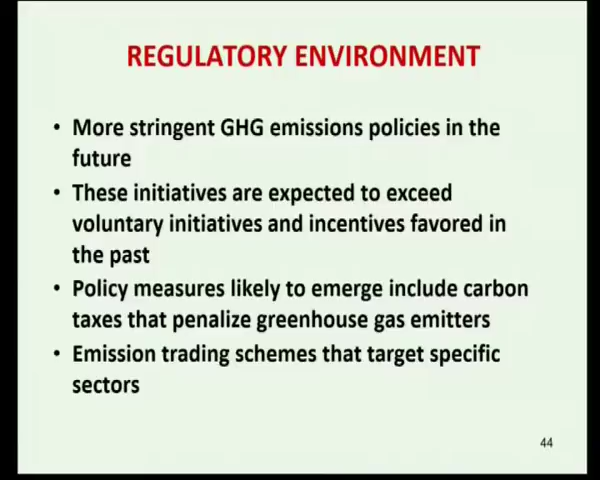 REGULATORY ENVIRONMENT
• More stringent GHG emissions policies in the
future
• These initiatives are expected to exceed
voluntary initiatives and incentives favored in
the past
• Policy measures likely to emerge include carbon
taxes that penalize greenhouse gas emitters
• Emission trading schemes that target specific
sectors
44